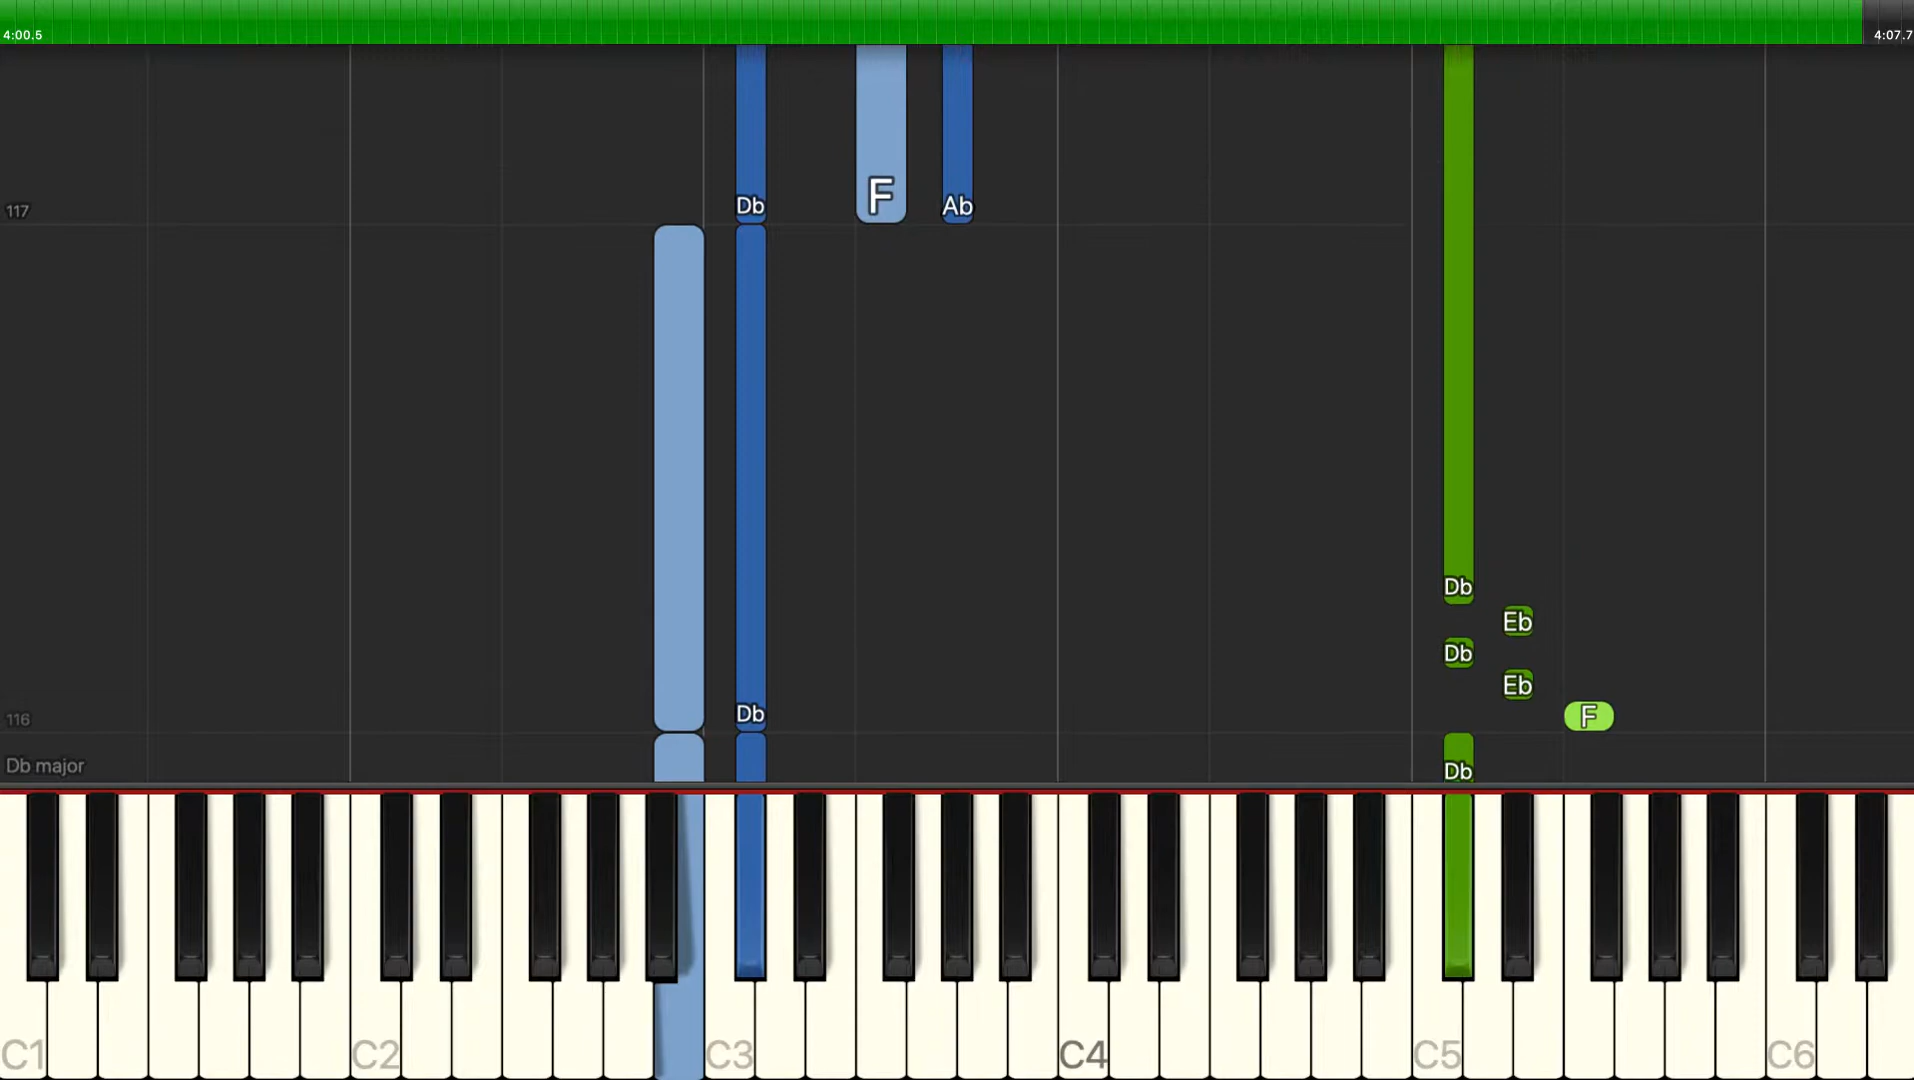 4:00.5 4:07.7
Db F Ab
117
Db
Eb
Db
Eb
116 Db F
Db major Db
C1 C2 C3 C4 C5 C6